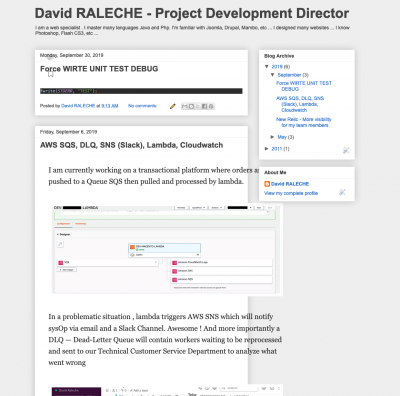 David RALECHE - Project Development Director
I am a web specialist . I master many languages Java and Php. I'm familiar with Joomla, Drupal, Mambo, etc ... I designed many websites ... I know
Photoshop, Flash CS3, etc ...
Monday, September 30, 2019
Force WIRTE UNIT TEST DEBUG
Posted by David RALECHE at 9:15 AM No comments:
Friday, September 6, 2019
AWS SQS, DLQ, SNS (Slack), Lambda, Cloudwatch
I am currently working on a transactional platform where orders a
pushed to a Queue SQS then pulled and processed by lambda.
DEV
LAMBDA
Designer
In a problematic situation , lambda triggers AWS SNS which will notify
sysOp via email and a Slack Channel. Awesome ! And more importantly a
DLQ — Dead-Letter Queue will contain workers waiting to be reprocessed
and sent to our Technical Customer Service Department to analyze what
went wrong
Blog Archive
▼ 2019 (6)
▼ September (3)
Force WIRTE UNIT TEST DEBUG
AWS SQS, DLQ, SNS (Slack), Lambda, Cloudwatch
New Relic - More visibility for my team members
► May (3)
► 2011 (1)
About Me
David RALECHE
View my complete profile